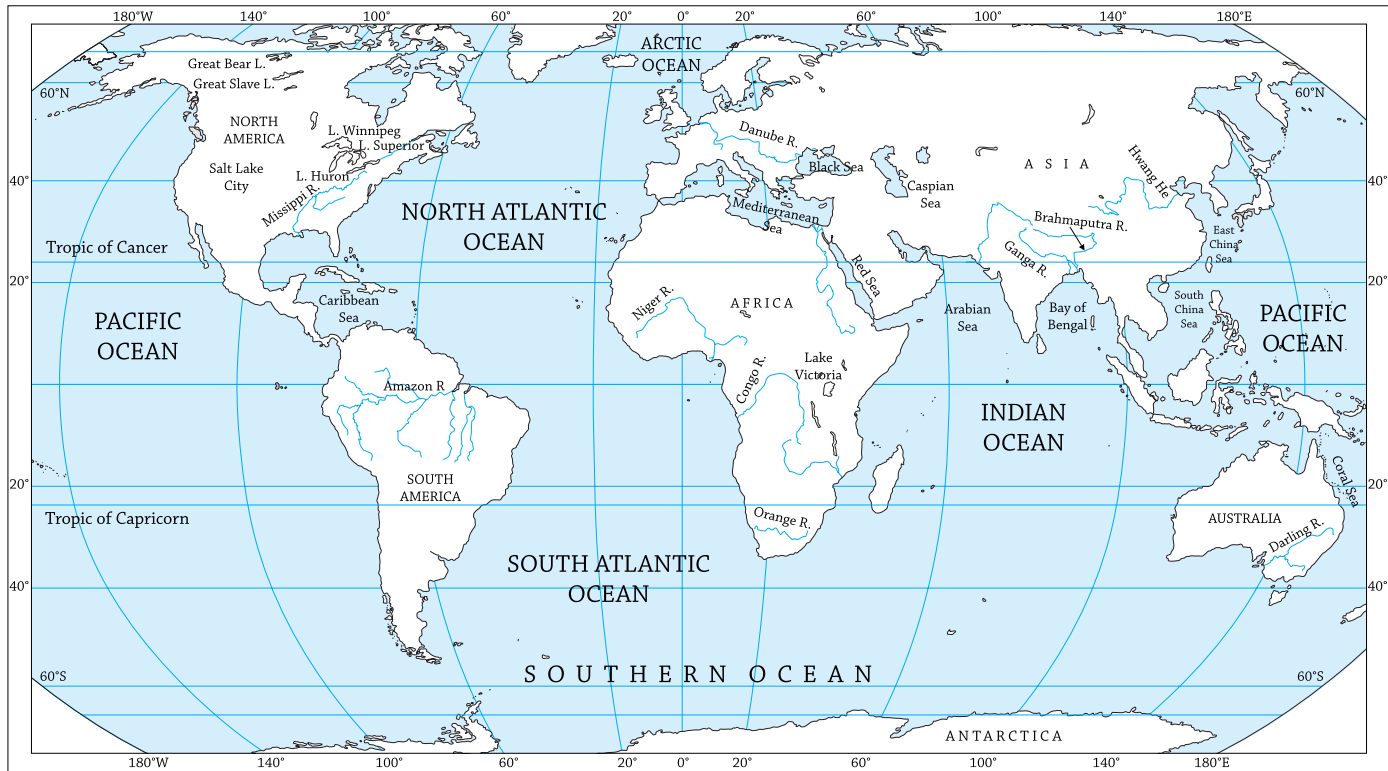 180°W 140° 100° 60° 20° 0° 20° 60° 100° 140° 180°E
ARCTIC
OCEAN
Great Bear L.
Great Slave L.
60°N
60°N
NORTH
AMERICA
L. Winnipeg
L. Superior
Danube R.
Black Sea
A S I A
Hwang He
Salt Lake
City
L. Huron
Missippi R.
40°
40°
Caspian
Sea
NORTH ATLANTIC
OCEAN
Mediterranean
Sea
Brahmaputra R.
Ganga R.
East
China
Sea
Tropic of Cancer
Red Sea
20°
20°
Caribbean
Sea
Niger R.
AFRICA
Arabian
Sea
Bay of
Bengal
South
China
Sea
PACIFIC
OCEAN
PACIFIC
OCEAN
Congo R.
Lake
Victoria
Amazon R
INDIAN
OCEAN
SOUTH
AMERICA
20°
20°
Coral Sea
Tropic of Capricorn
Orange R.
AUSTRALIA
Darling R.
SOUTH ATLANTIC
OCEAN
40°
40°
SOUTHERN OCEAN
60°S
60°S
ANTARCTICA
180°W 140° 100° 60° 20° 0° 20° 60° 100° 140° 180°E